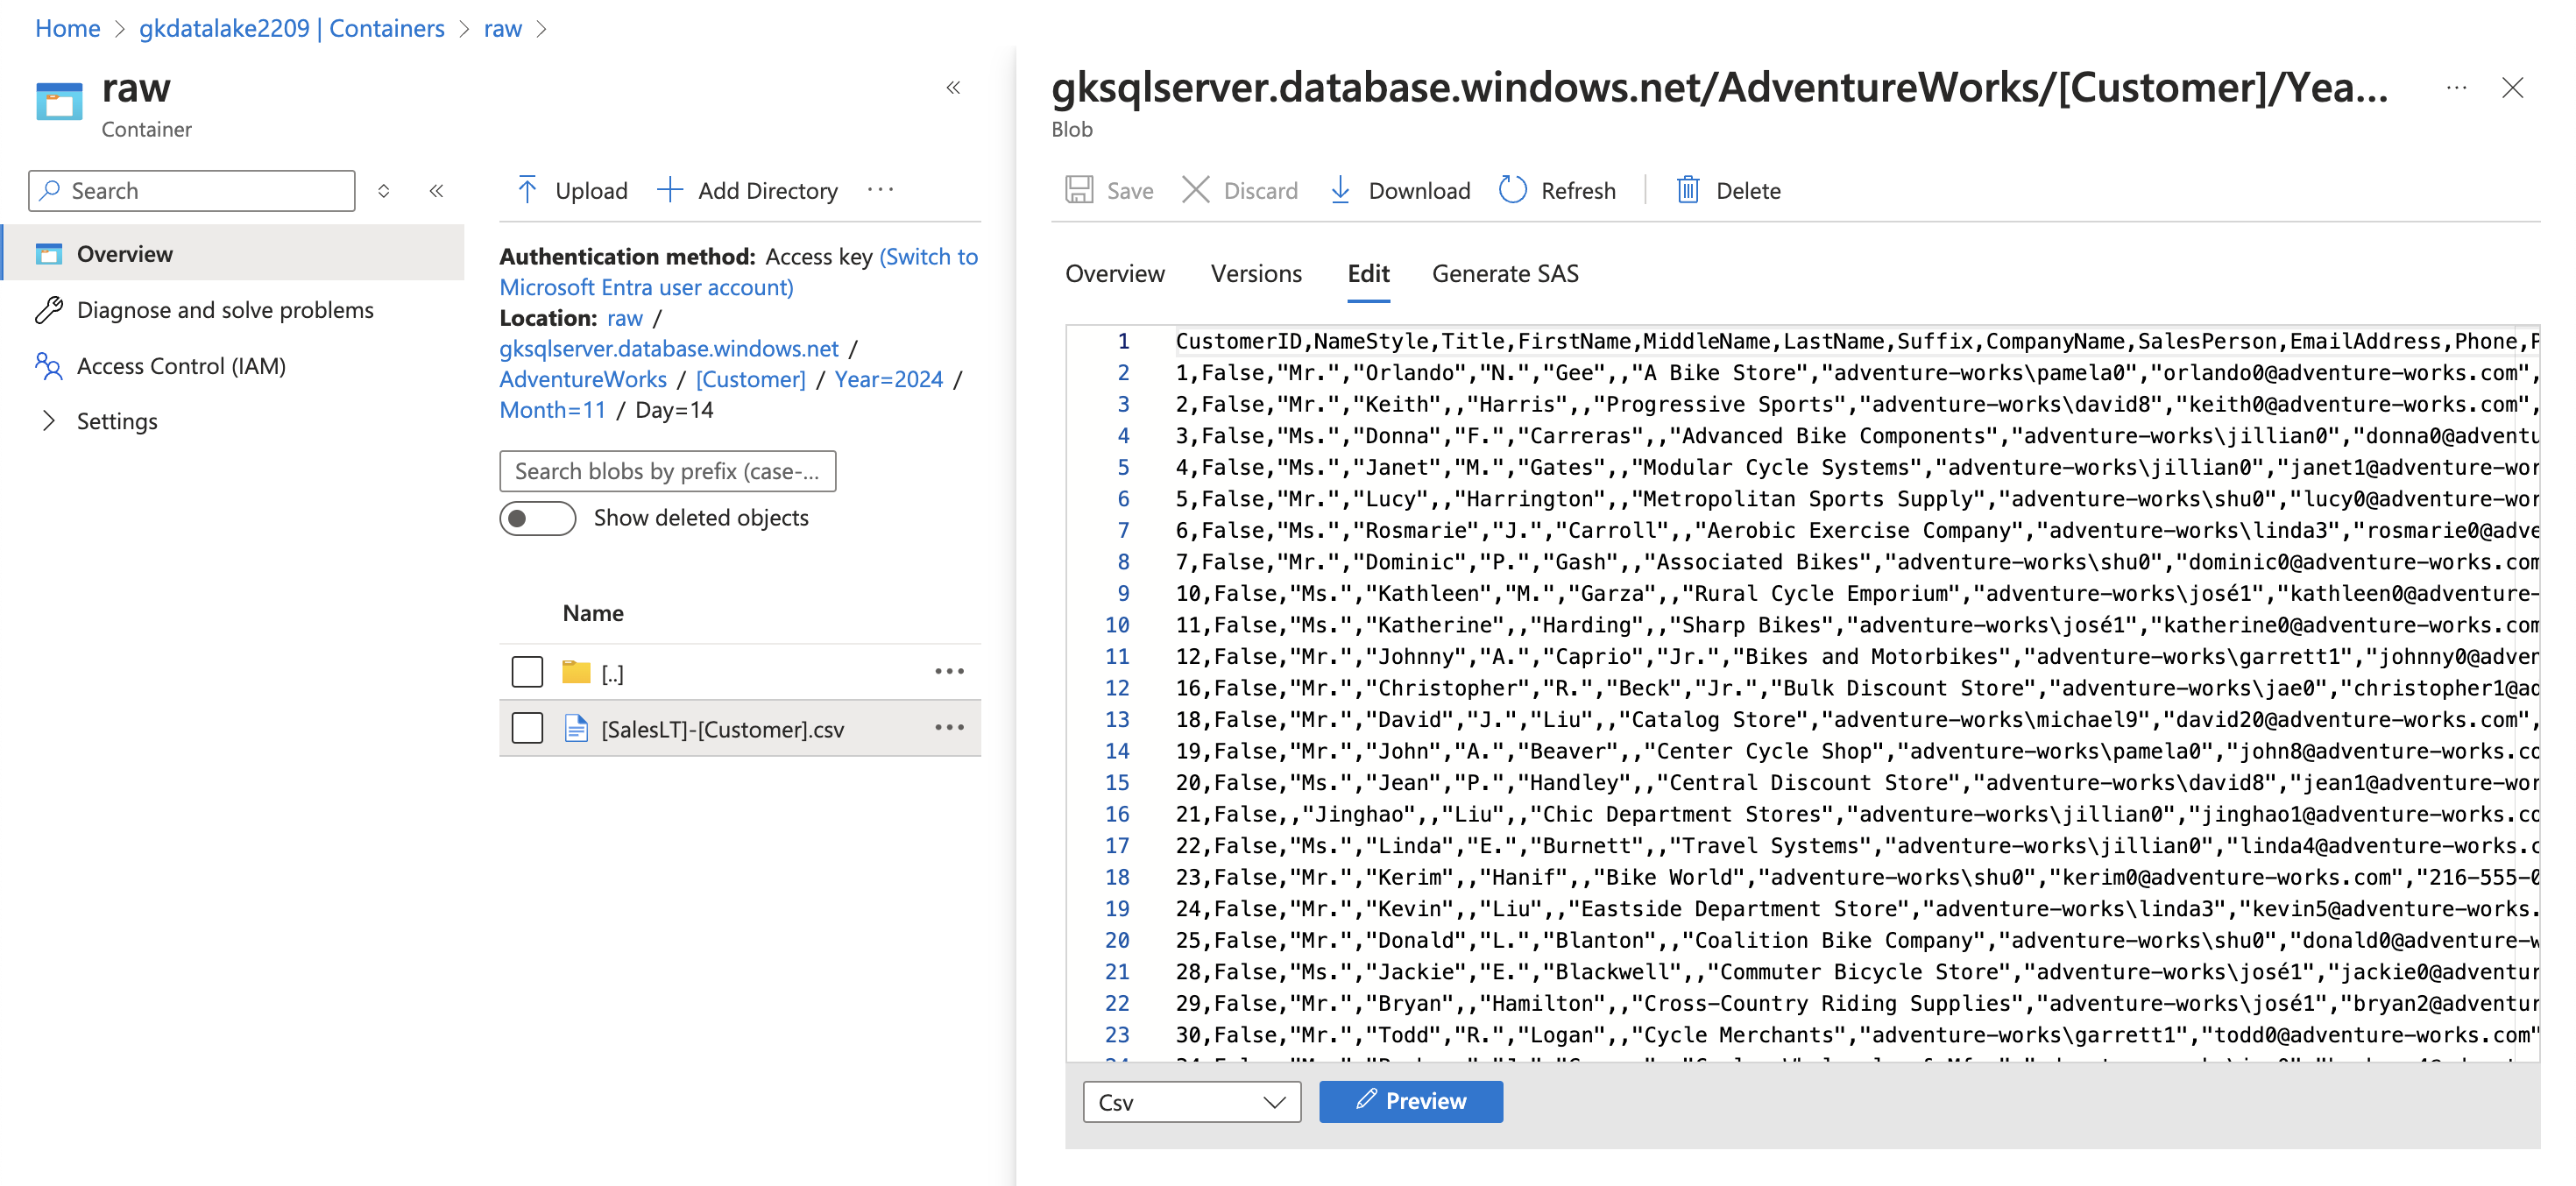 Home > gkdatalake2209 | Containers > raw >
raw
Container
«
Search
«
Overview
Diagnose and solve problems
Access Control (IAM)
Settings
Upload
Add Directory
...
Authentication method: Access key (Switch to
Microsoft Entra user account)
Location: raw /
gksqlserver.database.windows.net /
AdventureWorks / [Customer] / Year=2024 /
Month=11 / Day=14
Search blobs by prefix (case-...
Show deleted objects
Name
[..]
[SalesLT]-[Customer].csv
gksqlserver.database.windows.net/AdventureWorks/[Customer]/Yea...
Blob
Save
Discard
Download
Refresh
Delete
Overview
Versions
Edit
Generate SAS
1 CustomerID,NameStyle,Title,FirstName,MiddleName,LastName,Suffix,CompanyName,SalesPerson,EmailAddress,Phone,P
2 1,False,"Mr.","Orlando","N.","Gee",,"A Bike Store","adventure-works\pamela0","orlando0@adventure-works.com",
3 2,False,"Mr.","Keith",,"Harris",,"Progressive Sports","adventure-works\david8","keith0@adventure-works.com",
4 3,False,"Ms.","Donna","F.","Carreras",,"Advanced Bike Components","adventure-works\jillian0","donna0@adventu
5 4,False,"Ms.","Janet","M.","Gates",,"Modular Cycle Systems","adventure-works\jillian0","janet1@adventure-wor
6 5,False,"Mr.","Lucy",,"Harrington",,"Metropolitan Sports Supply","adventure-works\shu0","lucy0@adventure-wor
7 6,False,"Ms.","Rosmarie","J.","Carroll",,"Aerobic Exercise Company","adventure-works\linda3","rosmarie0@adve
8 7,False,"Mr.","Dominic","P.","Gash",,"Associated Bikes","adventure-works\shu0","dominic0@adventure-works.com
9 10,False,"Ms.","Kathleen","M.","Garza",,"Rural Cycle Emporium","adventure-works\josé1","kathleen0@adventure-
10 11,False,"Ms.","Katherine",,"Harding",,"Sharp Bikes","adventure-works\josé1","katherine0@adventure-works.com
11 12,False,"Mr.","Johnny","A.","Caprio","Jr.","Bikes and Motorbikes","adventure-works\garrett1","johnny0@adven
12 16,False,"Mr.","Christopher","R.","Beck","Jr.","Bulk Discount Store","adventure-works\jae0","christopher1@ad
13 18,False,"Mr.","David","J.","Liu",,"Catalog Store","adventure-works\michael9","david20@adventure-works.com",
14 19,False,"Mr.","John","A.","Beaver",,"Center Cycle Shop","adventure-works\pamela0","john8@adventure-works.co
15 20,False,"Ms.","Jean","P.","Handley",,"Central Discount Store","adventure-works\david8","jean1@adventure-wor
16 21,False,,"Jinghao",,"Liu",,"Chic Department Stores","adventure-works\jillian0","jinghao1@adventure-works.co
17 22,False,"Ms.","Linda","E.","Burnett",,"Travel Systems","adventure-works\jillian0","linda4@adventure-works.c
18 23,False,"Mr.","Kerim",,"Hanif",,"Bike World","adventure-works\shu0","kerim0@adventure-works.com","216-555-0
19 24,False,"Mr.","Kevin",,"Liu",,"Eastside Department Store","adventure-works\linda3","kevin5@adventure-works.
20 25,False,"Mr.","Donald","L.","Blanton",,"Coalition Bike Company","adventure-works\shu0","donald0@adventure-w
21 28,False,"Ms.","Jackie","E.","Blackwell",,"Commuter Bicycle Store","adventure-works\josé1","jackie0@adventur
22 29,False,"Mr.","Bryan",,"Hamilton",,"Cross-Country Riding Supplies","adventure-works\josé1","bryan2@adventur
23 30,False,"Mr.","Todd","R.","Logan",,"Cycle Merchants","adventure-works\garrett1","todd0@adventure-works.com"
Csv
Preview